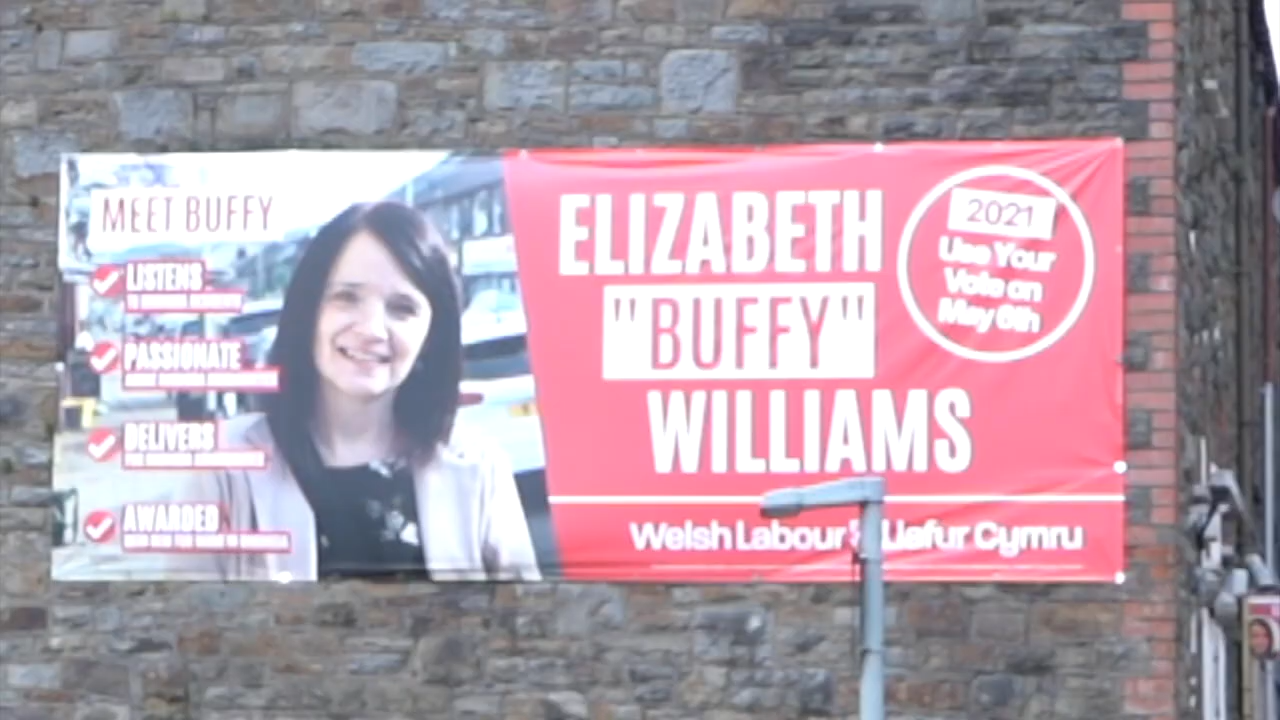 MEET BUFFY
LISTENS
PASSIONATE
DELIVERS
AWARDED
ELIZABETH
"BUFFY"
WILLIAMS
2021
Use Your
Vote on
May 6th
Welsh Labour Llafur Cymru